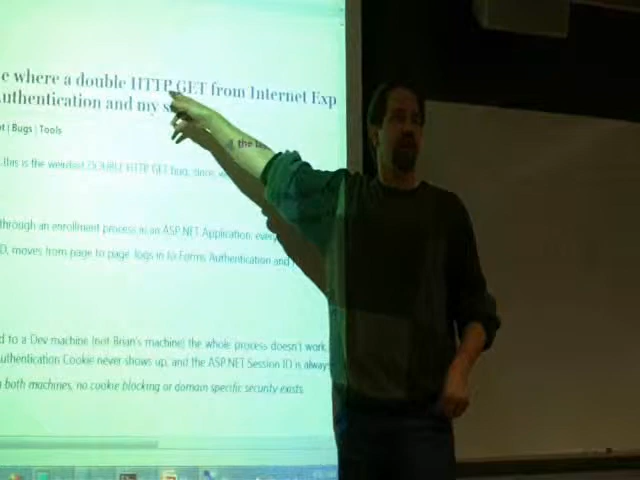 e where a double HTTP GET from Internet Exp
uthentication and my s
t | Bugs | Tools
the b
this is the weirdest DOUBLE HTTP GET bug, since,
through an enrollment process in an ASP.NET Application, every
D, moves from page to page, logs in to Forms Authentication and
d to a Dev machine (not Brian's machine) the whole process doesn't work.
uthentication Cookie never shows up, and the ASP.NET Session ID is alway
both machines, no cookie blocking or domain specific security exists.